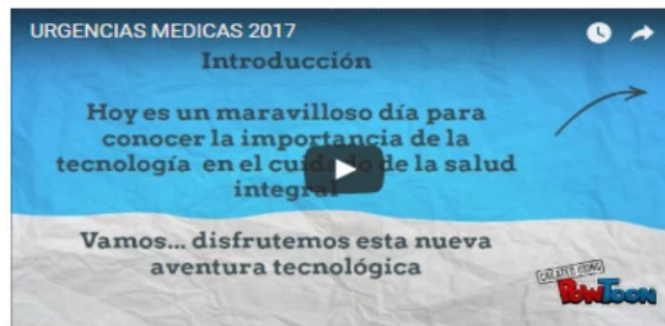 URGENCIAS MEDICAS 2017
Introducción
Hoy es un maravilloso día para
conocer la importancia de la
tecnología en el cuidado de la salud
integral
Vamos... disfrutemos esta nueva
aventura tecnológica
CREATED USING
POWTOON